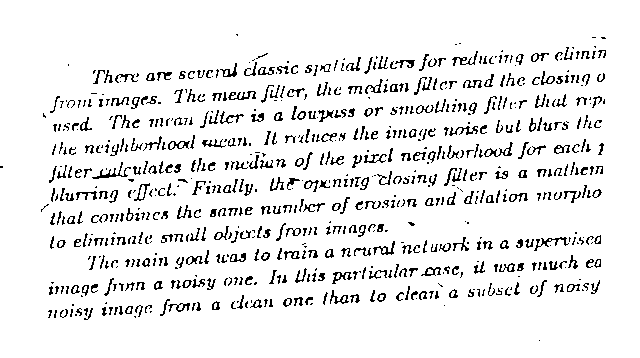 There are several classic spatial filters for reducing or elimin
from images. The mean filter, the median filter and the closing o
used. The mean filter is a lowpass or smoothing filter that repl
the neighborhood mean. It reduces the image noise but blurs the
filter calculates the median of the pixel neighborhood for each p
blurring effect. Finally, the opening closing filter is a mathem
that combines the same number of erosion and dilation morpho
to eliminate small objects from images.
The main goal was to train a neural network in a supervised
image from a noisy one. In this particular case, it was much ea
noisy image from a clean one than to clean a subset of noisy